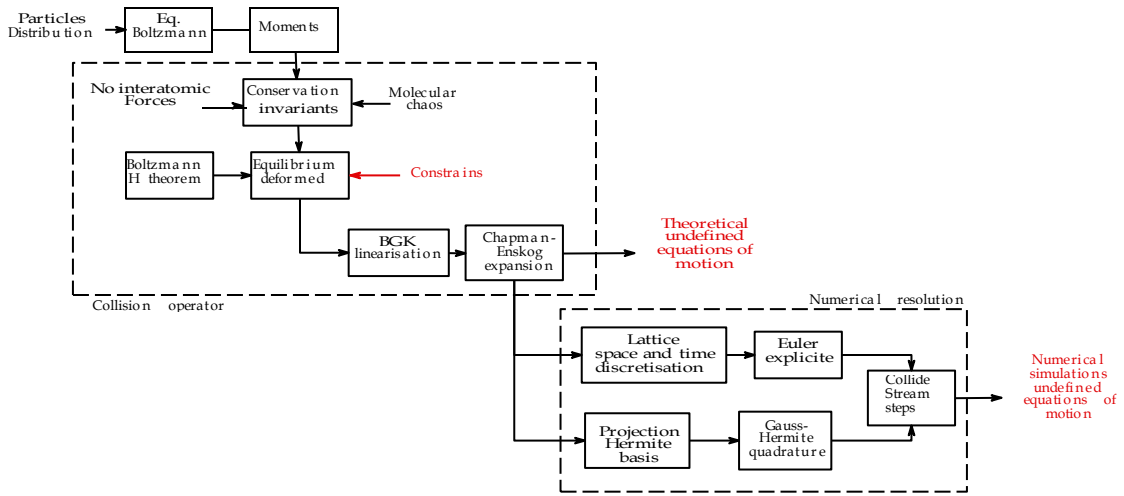 Particles
Distribution
Eq.
Boltzmann
Moments
No interatomic
Forces
Conservation
invariants
Molecular
chaos
Boltzmann
H theorem
Equilibrium
deformed
Constrains
BGK
linearisation
Chapman-
Enskog
expansion
Theoretical
undefined
equations of
motion
Collision operator
Numerical resolution
Lattice
space and time
discretisation
Euler
explicite
Collide
Stream
steps
Numerical
simulations
undefined
equations of
motion
Projection
Hermite
basis
Gauss-
Hermite
quadrature